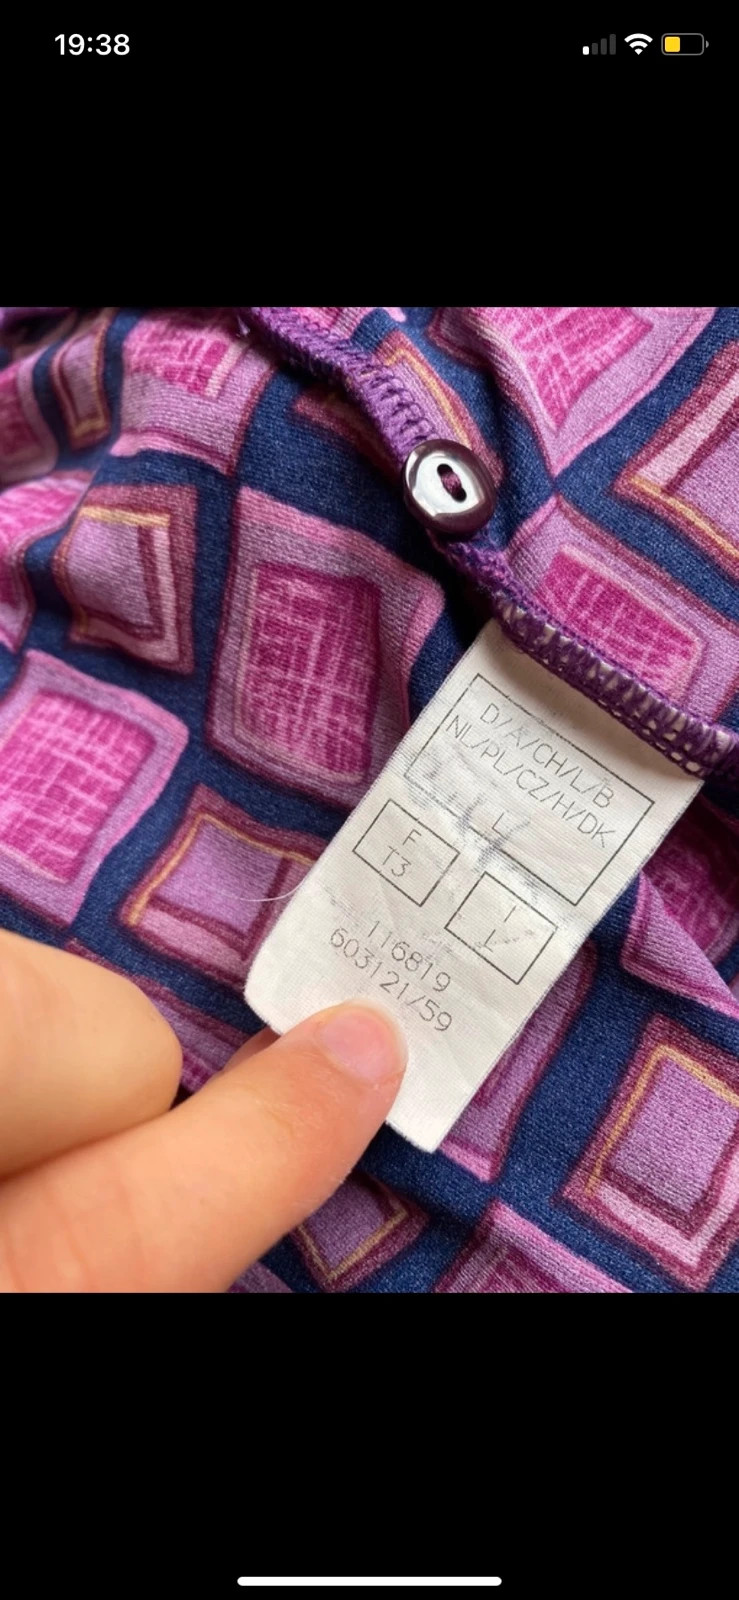 19:38
D/A/CH/L/B
NL/PL/CZ/H/DK
L
F
T3
I
L
116819
603121/59